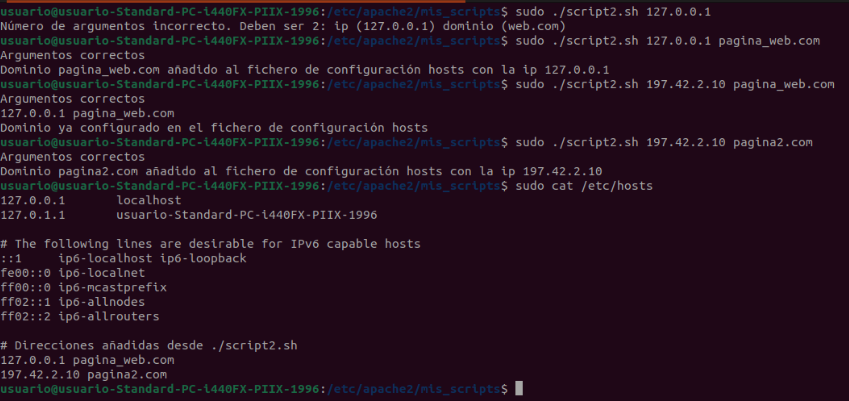 usuario@usuario-Standard-PC-i440FX-PIIX-1996:/etc/apache2/mis_scripts$ sudo ./script2.sh 127.0.0.1
Número de argumentos incorrecto. Deben ser 2: ip (127.0.0.1) dominio (web.com)
usuario@usuario-Standard-PC-i440FX-PIIX-1996:/etc/apache2/mis_scripts$ sudo ./script2.sh 127.0.0.1 pagina_web.com
Argumentos correctos
Dominio pagina_web.com añadido al fichero de configuración hosts con la ip 127.0.0.1
usuario@usuario-Standard-PC-i440FX-PIIX-1996:/etc/apache2/mis_scripts$ sudo ./script2.sh 197.42.2.10 pagina_web.com
Argumentos correctos
127.0.0.1 pagina_web.com
Dominio ya configurado en el fichero de configuración hosts
usuario@usuario-Standard-PC-i440FX-PIIX-1996:/etc/apache2/mis_scripts$ sudo ./script2.sh 197.42.2.10 pagina2.com
Argumentos correctos
Dominio pagina2.com añadido al fichero de configuración hosts con la ip 197.42.2.10
usuario@usuario-Standard-PC-i440FX-PIIX-1996:/etc/apache2/mis_scripts$ sudo cat /etc/hosts
127.0.0.1 localhost
127.0.1.1 usuario-Standard-PC-i440FX-PIIX-1996
# The following lines are desirable for IPv6 capable hosts
::1 ip6-localhost ip6-loopback
fe00::0 ip6-localnet
ff00::0 ip6-mcastprefix
ff02::1 ip6-allnodes
ff02::2 ip6-allrouters
# Direcciones añadidas desde ./script2.sh
127.0.0.1 pagina_web.com
197.42.2.10 pagina2.com
usuario@usuario-Standard-PC-i440FX-PIIX-1996:/etc/apache2/mis_scripts$